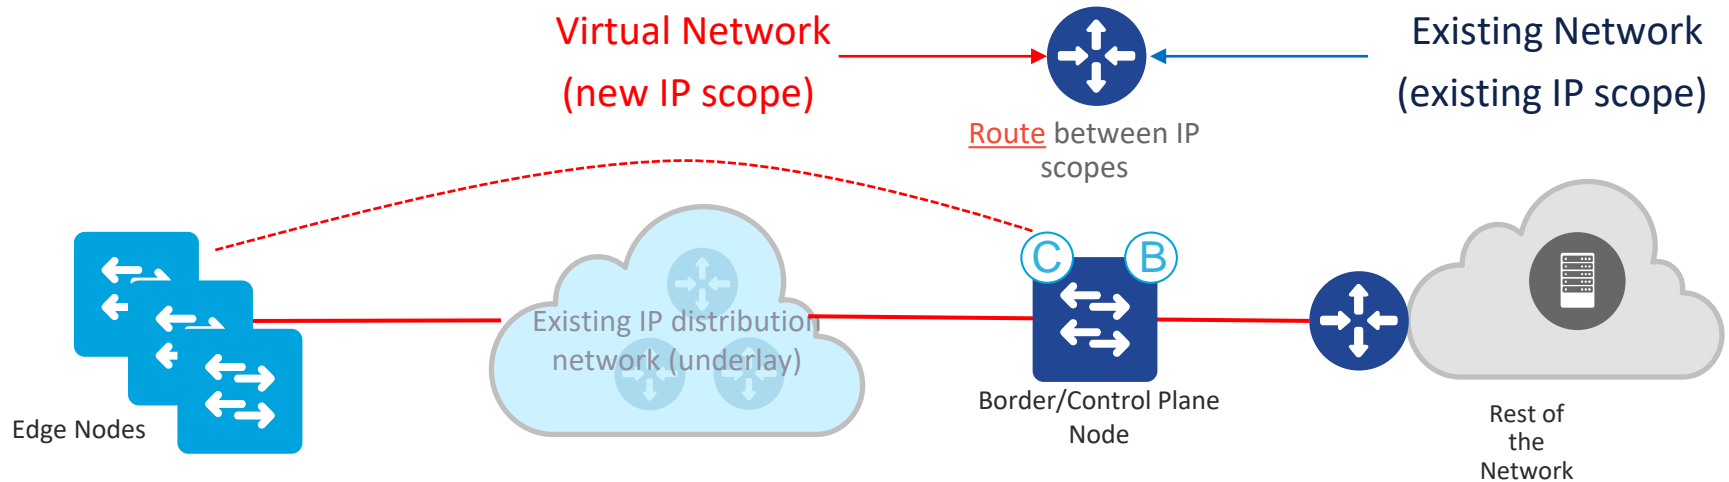 Virtual Network
(new IP scope)
Existing Network
(existing IP scope)
Route between IP
scopes
C
B
Existing IP distribution
network (underlay)
Edge Nodes
Border/Control Plane
Node
Rest of
the
Network